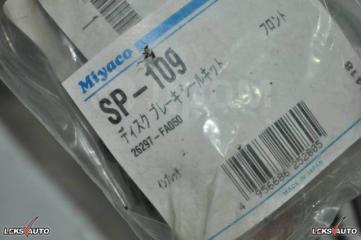 Miyaco
SP-109
フロント
ディスクブレーキシールキット
26297-FA050
MADE IN JAPAN
LEKS AUTO
LEKS AUTO